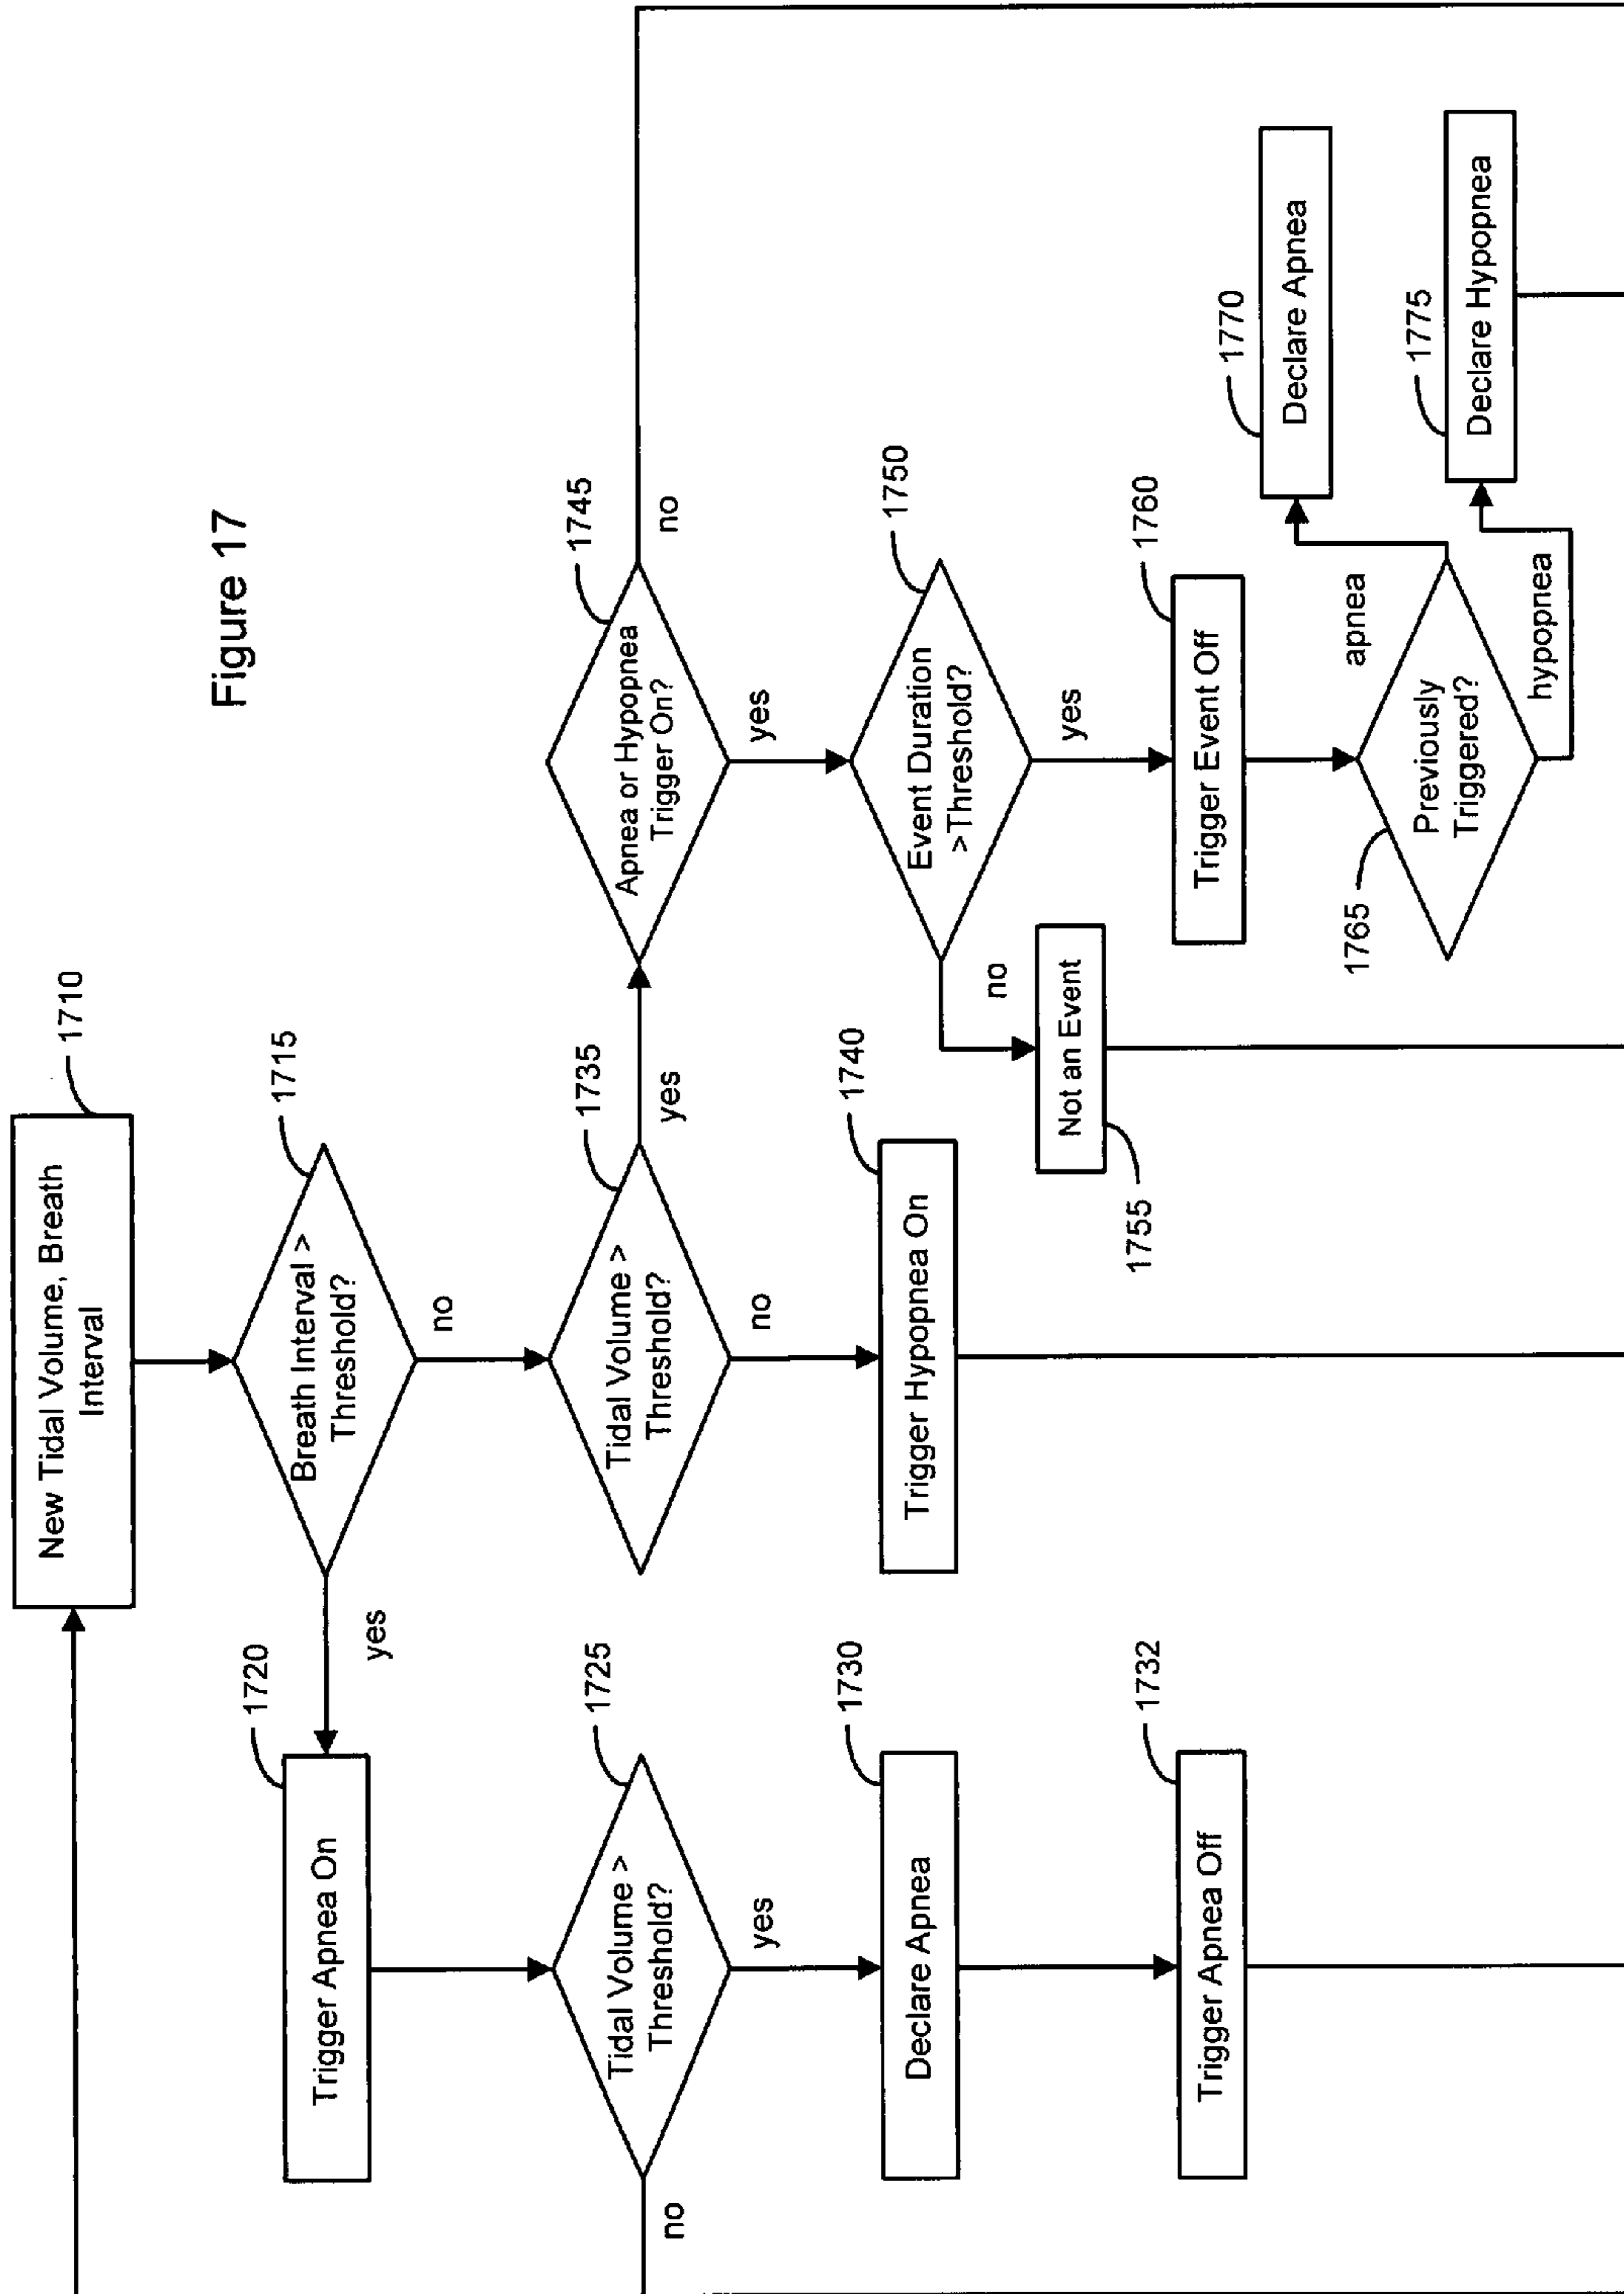 Figure 17
New Tidal Volume, Breath
Interval
1710
Breath Interval >
Threshold?
1715
yes
no
Trigger Apnea On
1720
Tidal Volume >
Threshold?
1725
no
yes
Declare Apnea
1730
Trigger Apnea Off
1732
Tidal Volume >
Threshold?
1735
yes
no
Trigger Hypopnea On
1740
Apnea or Hypopnea
Trigger On?
1745
no
yes
Event Duration
>Threshold?
1750
no
yes
Not an Event
1755
Trigger Event Off
1760
Previously
Triggered?
1765
apnea
hypopnea
Declare Apnea
1770
Declare Hypopnea
1775